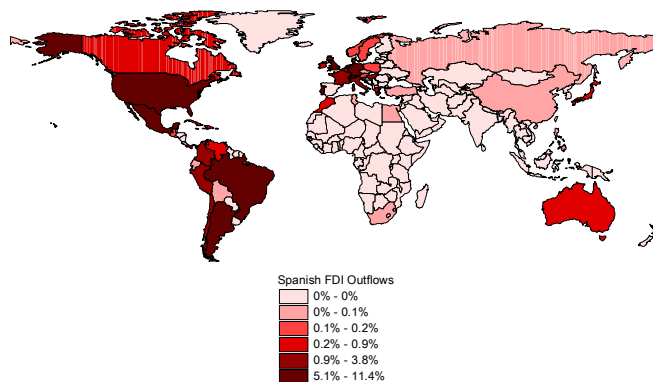 Spanish FDI Outflows
0% - 0%
0% - 0.1%
0.1% - 0.2%
0.2% - 0.9%
0.9% - 3.8%
5.1% - 11.4%